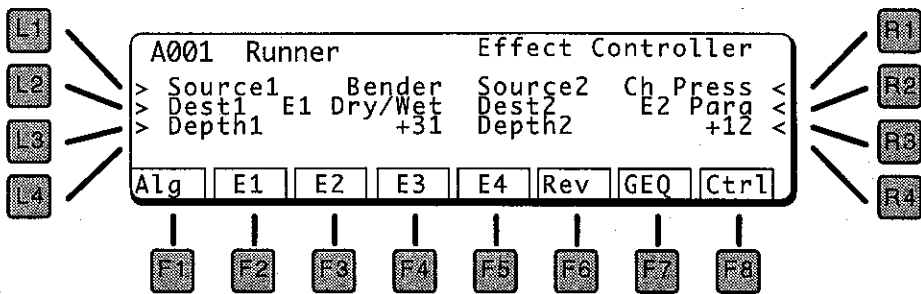 L1
L2
L3
L4
A001 Runner Effect Controller
> Source1 Bender Source2 Ch Press <
> Dest1 E1 Dry/Wet Dest2 E2 Para <
> Depth1 +31 Depth2 +12 <
Alg E1 E2 E3 E4 Rev GEQ Ctrl
R1
R2
R3
R4
F1 F2 F3 F4 F5 F6 F7 F8